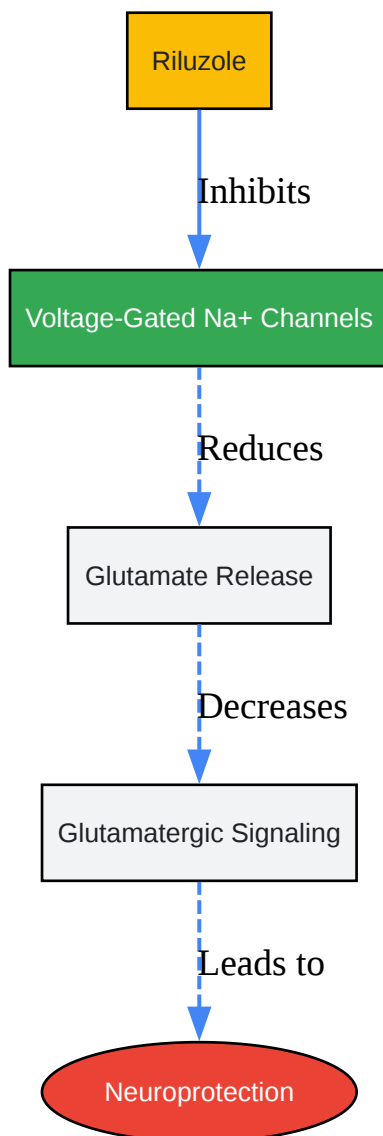 Riluzole
Inhibits
Voltage-Gated Na+ Channels
Reduces
Glutamate Release
Decreases
Glutamatergic Signaling
Leads to
Neuroprotection